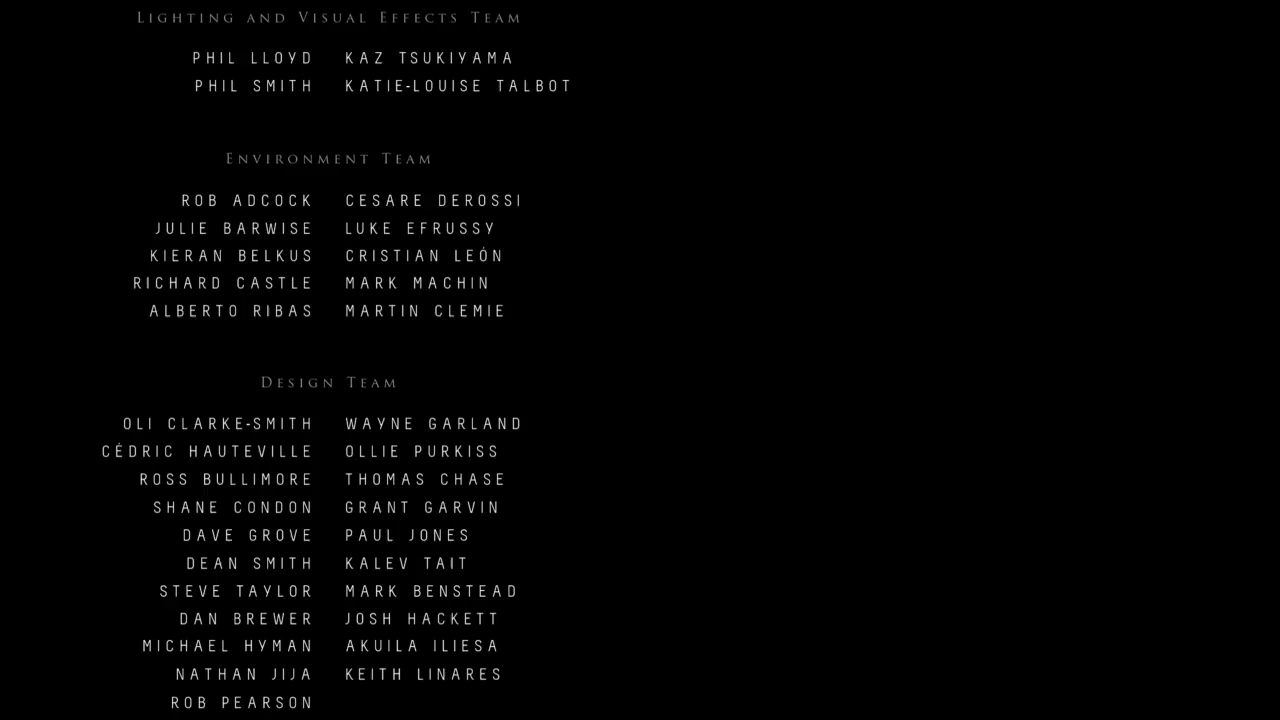 Lighting and Visual Effects Team
PHIL LLOYD KAZ TSUKIYAMA
PHIL SMITH KATIE-LOUISE TALBOT
Environment Team
ROB ADCOCK CESARE DEROSSI
JULIE BARWISE LUKE EFRUSSY
KIERAN BELKUS CRISTIAN LEÓN
RICHARD CASTLE MARK MACHIN
ALBERTO RIBAS MARTIN CLEMIE
Design Team
OLI CLARKE-SMITH WAYNE GARLAND
CÉDRIC HAUTEVILLE OLLIE PURKISS
ROSS BULLIMORE THOMAS CHASE
SHANE CONDON GRANT GARVIN
DAVE GROVE PAUL JONES
DEAN SMITH KALEV TAIT
STEVE TAYLOR MARK BENSTEAD
DAN BREWER JOSH HACKETT
MICHAEL HYMAN AKUILA ILIESA
NATHAN JIJA KEITH LINARES
ROB PEARSON